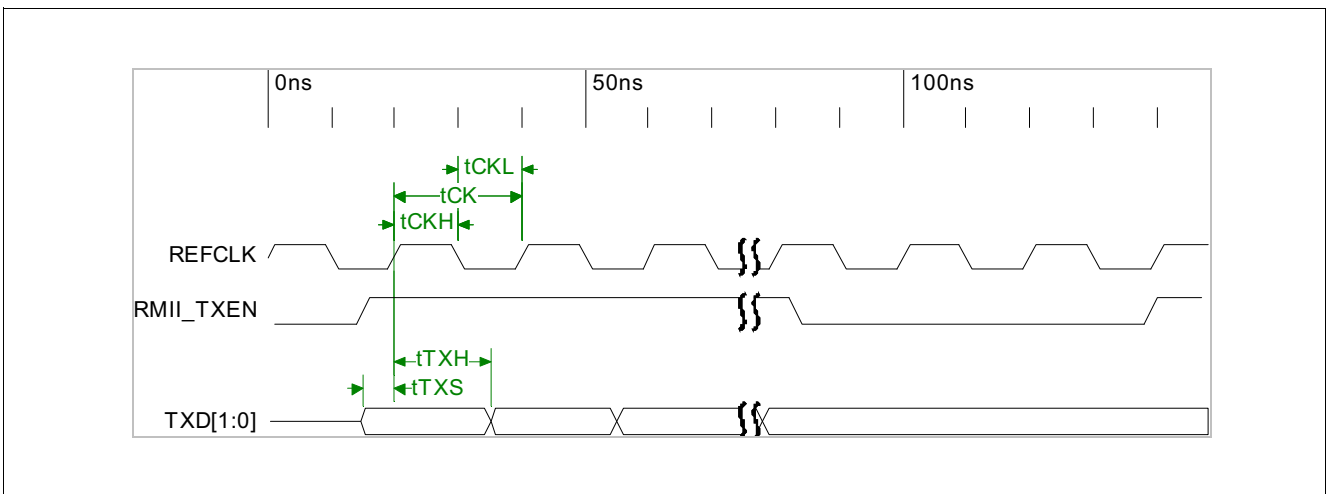 0ns 50ns 100ns
tCKL
tCK
tCKH
REFCLK
RMII_TXEN
tTXH
tTXS
TXD[1:0]